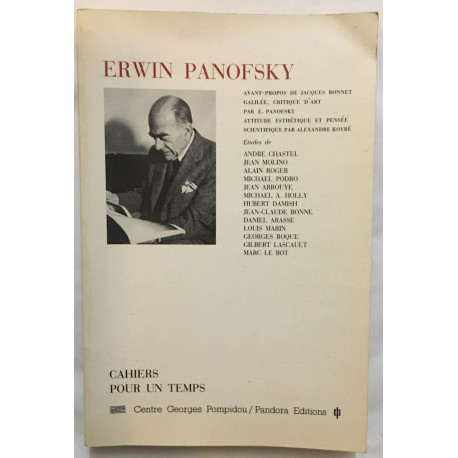 ERWIN PANOFSKY
AVANT-PROPOS DE JACQUES BONNET
GALILÉE, CRITIQUE D'ART
PAR E. PANOFSKY
ATTITUDE ESTHÉTIQUE ET PENSÉE
SCIENTIFIQUE PAR ALEXANDRE KOYRÉ
Etudes de
ANDRE CHASTEL
JEAN MOLINO
ALAIN ROGER
MICHAEL PODRO
JEAN ARROUYE
MICHAEL A. HOLLY
HUBERT DAMISH
JEAN-CLAUDE BONNE
DANIEL ARASSE
LOUIS MARIN
GEORGES ROQUE
GILBERT LASCAULT
MARC LE BOT
CAHIERS
POUR UN TEMPS
Centre Georges Pompidou/Pandora Editions